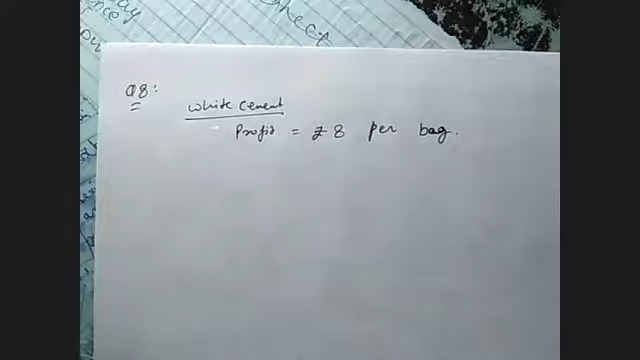 Q8:
White cement
Profit = ₹8 per bag.